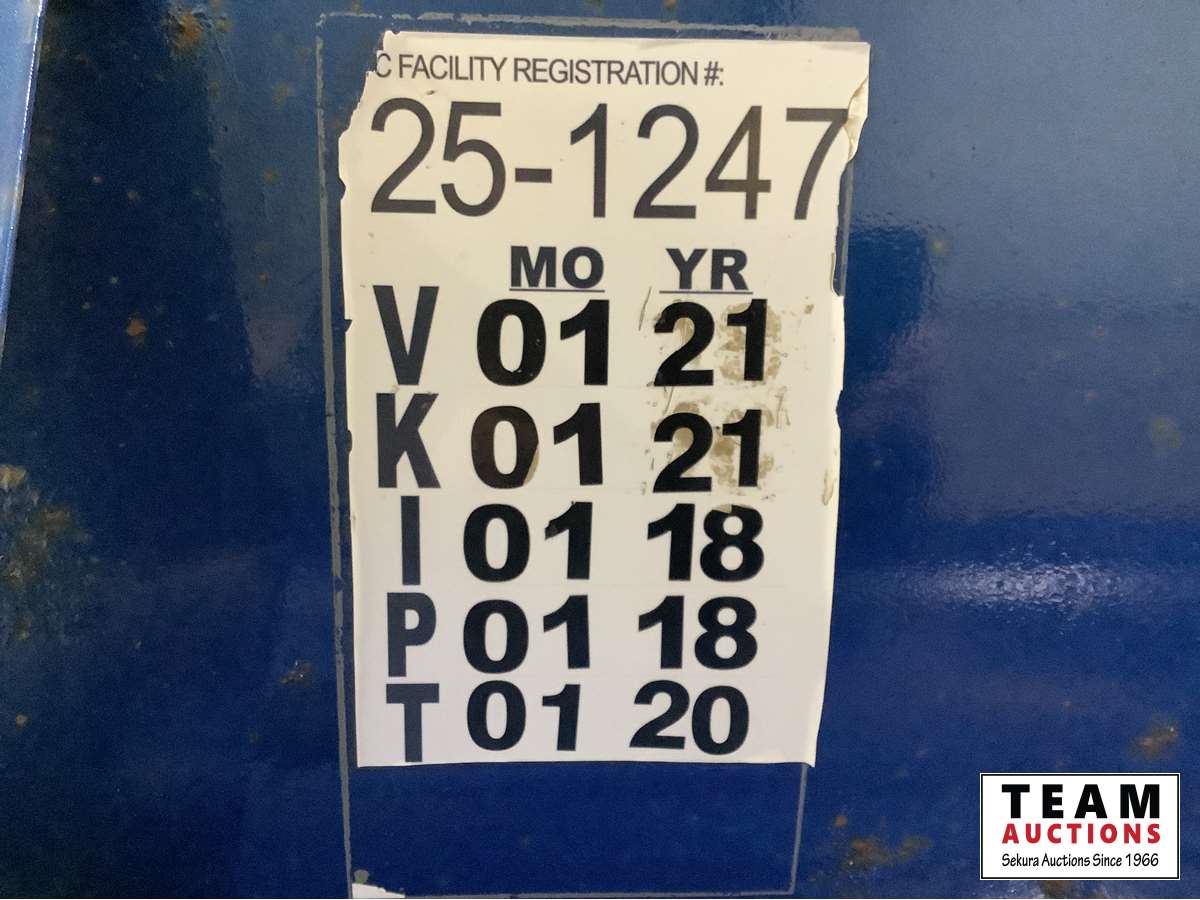 C FACILITY REGISTRATION #:
25-1247
MO YR
V 01 21
K 01 21
I 01 18
P 01 18
T 01 20
TEAM
AUCTIONS
Sekura Auctions Since 1966